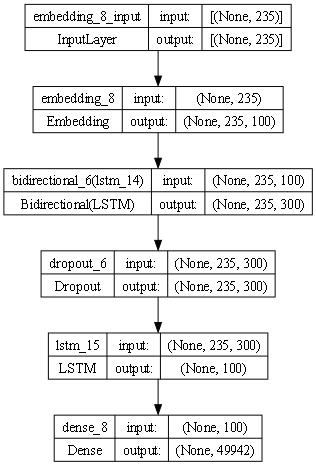 embedding_8_input input: [(None, 235)]
InputLayer output: [(None, 235)]
embedding_8 input: (None, 235)
Embedding output: (None, 235, 100)
bidirectional_6(lstm_14) input: (None, 235, 100)
Bidirectional(LSTM) output: (None, 235, 300)
dropout_6 input: (None, 235, 300)
Dropout output: (None, 235, 300)
lstm_15 input: (None, 235, 300)
LSTM output: (None, 100)
dense_8 input: (None, 100)
Dense output: (None, 49942)